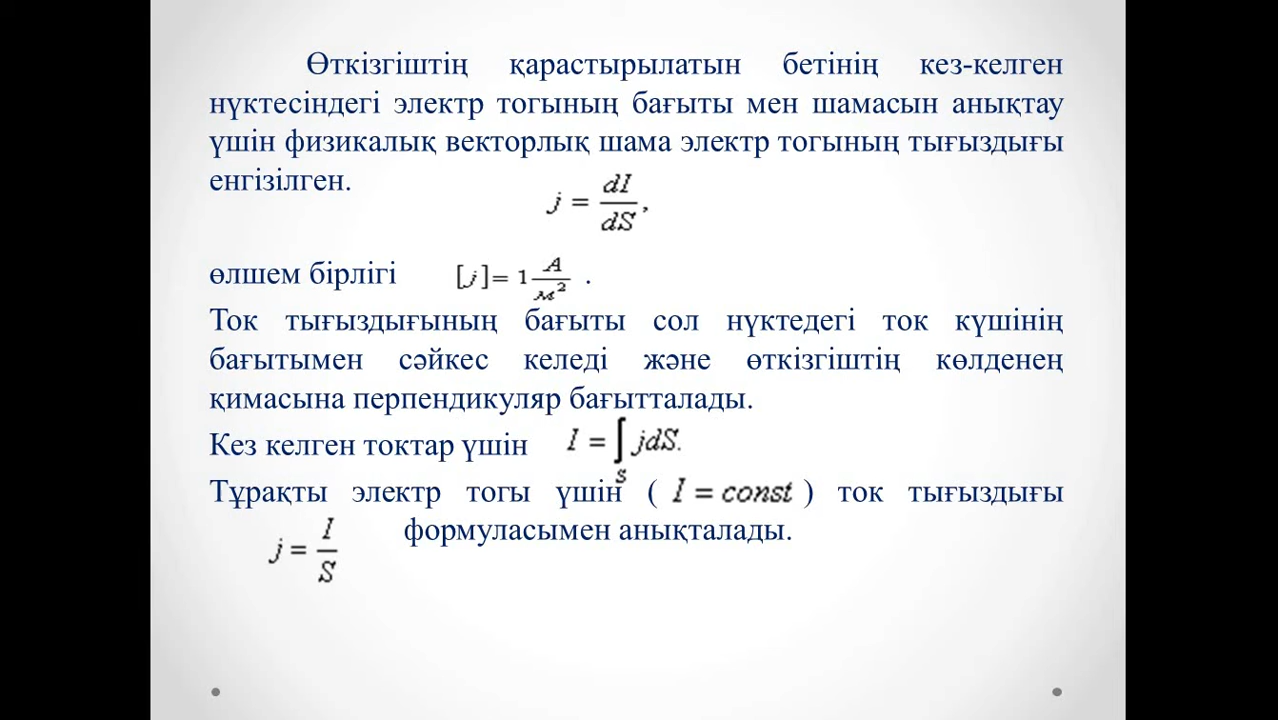 Өткізгіштің қарастырылатын бетінің кез-келген
нүктесіндегі электр тогының бағыты мен шамасын анықтау
үшін физикалық векторлық шама электр тогының тығыздығы
енгізілген.
j = dI/dS,
өлшем бірлігі [j]= 1 А/м² .
Ток тығыздығының бағыты сол нүктедегі ток күшінің
бағытымен сәйкес келеді және өткізгіштің көлденең
қимасына перпендикуляр бағытталады.
Кез келген токтар үшін I = ∫_S jdS.
Тұрақты электр тогы үшін ( I = const ) ток тығыздығы
j = I/S формуласымен анықталады.